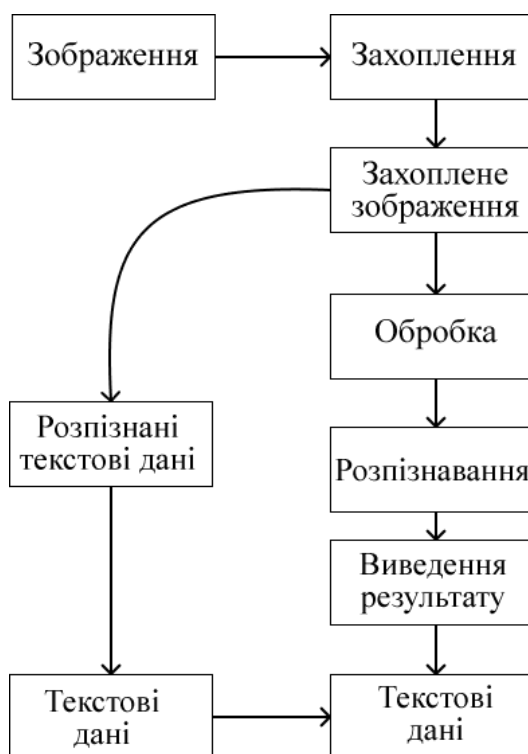 Зображення
Захоплення
Захоплене
зображення
Обробка
Розпізнані
текстові дані
Розпізнавання
Виведення
результату
Текстові
дані
Текстові
дані